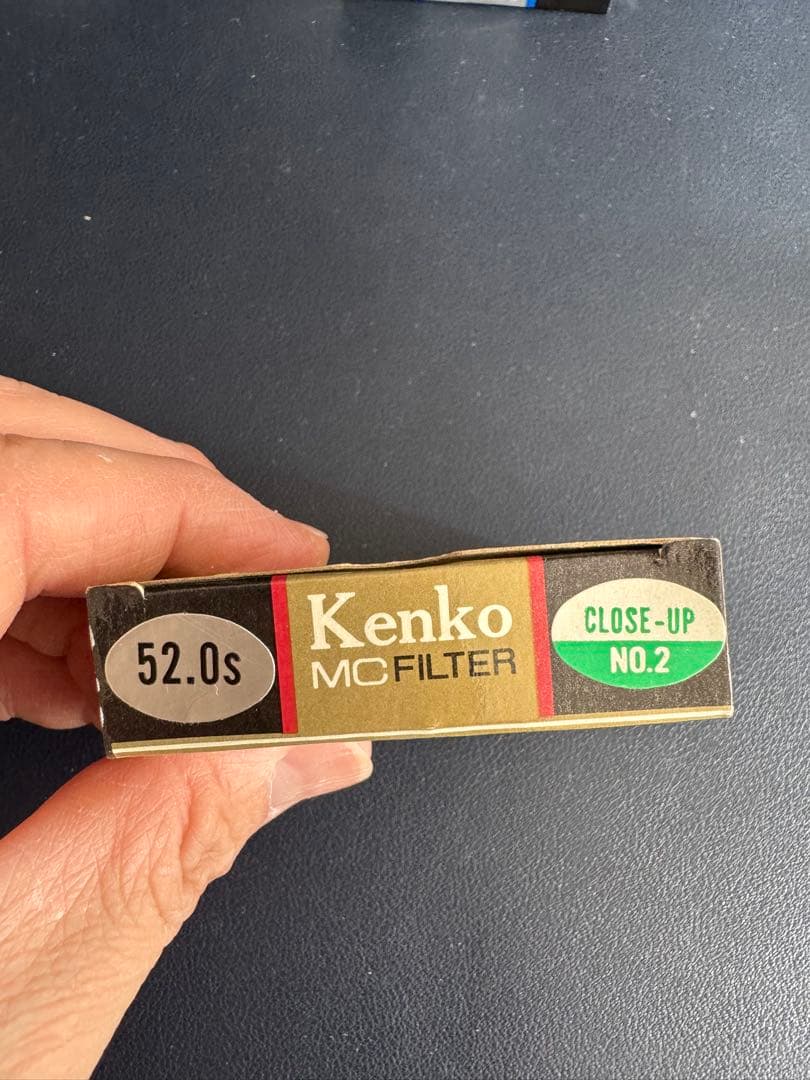 52.0s
Kenko
MC FILTER
CLOSE-UP
NO.2